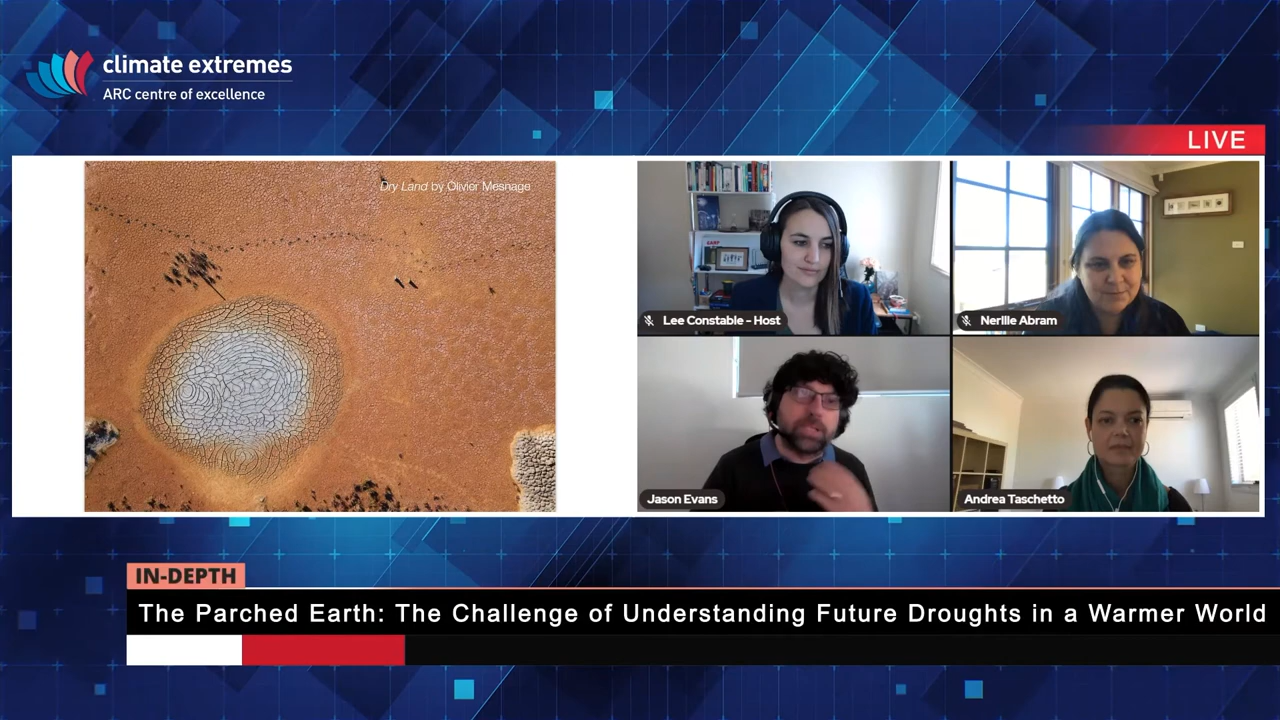 climate extremes
ARC centre of excellence
LIVE
Dry Land by Olivier Mesnage
Lee Constable - Host
Nerilie Abram
Jason Evans
Andrea Taschetto
IN-DEPTH
The Parched Earth: The Challenge of Understanding Future Droughts in a Warmer World